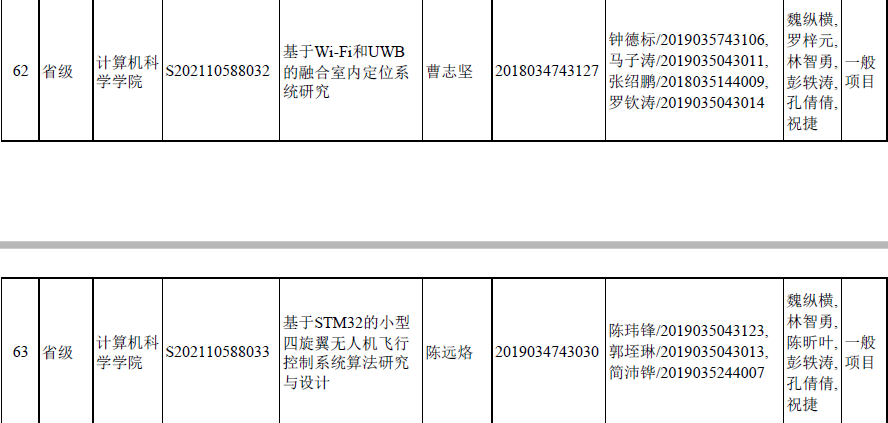 62
省级
计算机科
学学院
S202110588032
基于Wi-Fi和UWB
的融合室内定位系
统研究
曹志坚
2018034743127
钟德标/2019035743106,
马子涛/2019035043011,
张绍鹏/2018035144009,
罗钦涛/2019035043014
魏纵横,
罗梓元,
林智勇,
彭轶涛,
孔倩倩,
祝捷
一般
项目
63
省级
计算机科
学学院
S202110588033
基于STM32的小型
四旋翼无人机飞行
控制系统算法研究
与设计
陈远烙
2019034743030
陈玮锋/2019035043123,
郭垤琳/2019035043013,
简沛铧/2019035244007
魏纵横,
林智勇,
陈昕叶,
彭轶涛,
孔倩倩,
祝捷
一般
项目